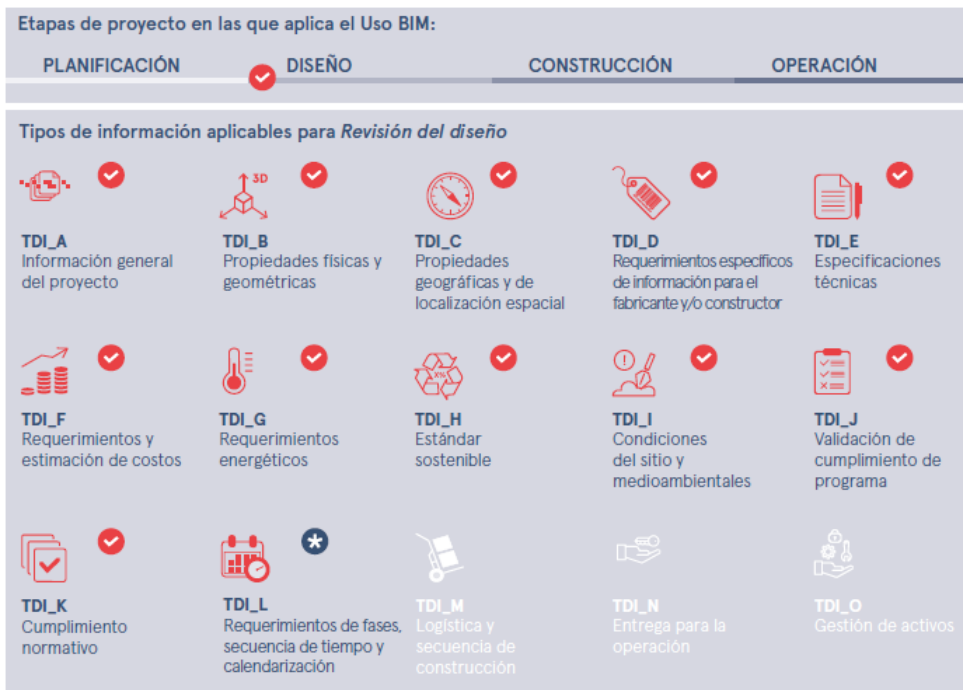 Etapas de proyecto en las que aplica el Uso BIM:
PLANIFICACIÓN DISEÑO CONSTRUCCIÓN OPERACIÓN
Tipos de información aplicables para Revisión del diseño
3D
TDI_A
Información general
del proyecto
TDI_B
Propiedades físicas y
geométricas
TDI_C
Propiedades
geográficas y de
localización espacial
TDI_D
Requerimientos específicos
de información para el
fabricante y/o constructor
TDI_E
Especificaciones
técnicas
X%
TDI_F
Requerimientos y
estimación de costos
TDI_G
Requerimientos
energéticos
TDI_H
Estándar
sostenible
TDI_I
Condiciones
del sitio y
medioambientales
TDI_J
Validación de
cumplimiento de
programa
TDI_K
Cumplimiento
normativo
TDI_L
Requerimientos de fases,
secuencia de tiempo y
calendarización
TDI_M
Logística y
secuencia de
construcción
TDI_N
Entrega para la
operación
TDI_O
Gestión de activos